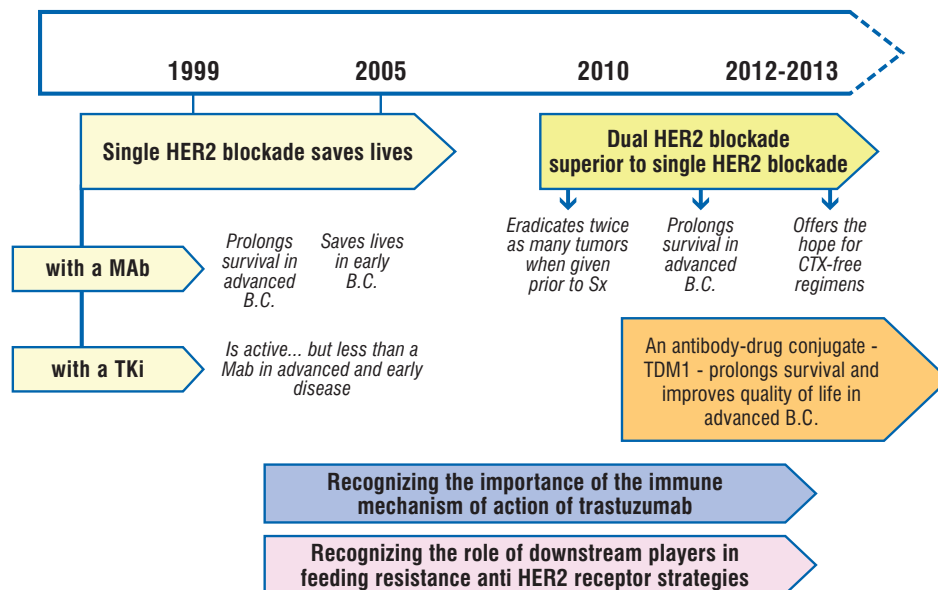 1999 2005 2010 2012-2013
Single HER2 blockade saves lives
Dual HER2 blockade
superior to single HER2 blockade
with a MAb
Prolongs
survival in
advanced
B.C.
Saves lives
in early
B.C.
Eradicates twice
as many tumors
when given
prior to Sx
Prolongs
survival in
advanced
B.C.
Offers the
hope for
CTX-free
regimens
with a TKi
Is active... but less than a
Mab in advanced and early
disease
An antibody-drug conjugate -
TDM1 - prolongs survival and
improves quality of life in
advanced B.C.
Recognizing the importance of the immune
mechanism of action of trastuzumab
Recognizing the role of downstream players in
feeding resistance anti HER2 receptor strategies